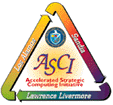 Los Alamos
Sandia
ASCI
Accelerated Strategic
Computing Initiative
Lawrence Livermore